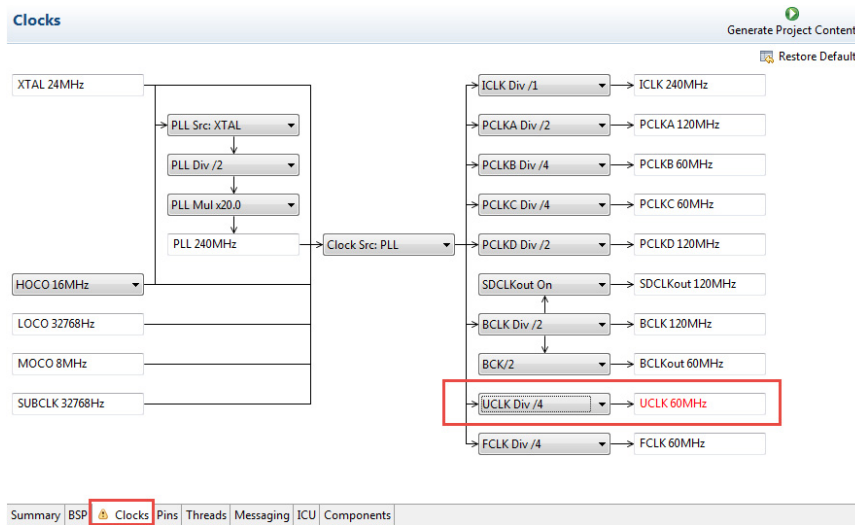 Clocks
Generate Project Content
Restore Default
XTAL 24MHz
PLL Src: XTAL
PLL Div /2
PLL Mul x20.0
PLL 240MHz
Clock Src: PLL
HOCO 16MHz
LOCO 32768Hz
MOCO 8MHz
SUBCLK 32768Hz
ICLK Div /1 ICLK 240MHz
PCLKA Div /2 PCLKA 120MHz
PCLKB Div /4 PCLKB 60MHz
PCLKC Div /4 PCLKC 60MHz
PCLKD Div /2 PCLKD 120MHz
SDCLKout On SDCLKout 120MHz
BCLK Div /2 BCLK 120MHz
BCK/2 BCLKout 60MHz
UCLK Div /4 UCLK 60MHz
FCLK Div /4 FCLK 60MHz
Summary BSP Clocks Pins Threads Messaging ICU Components